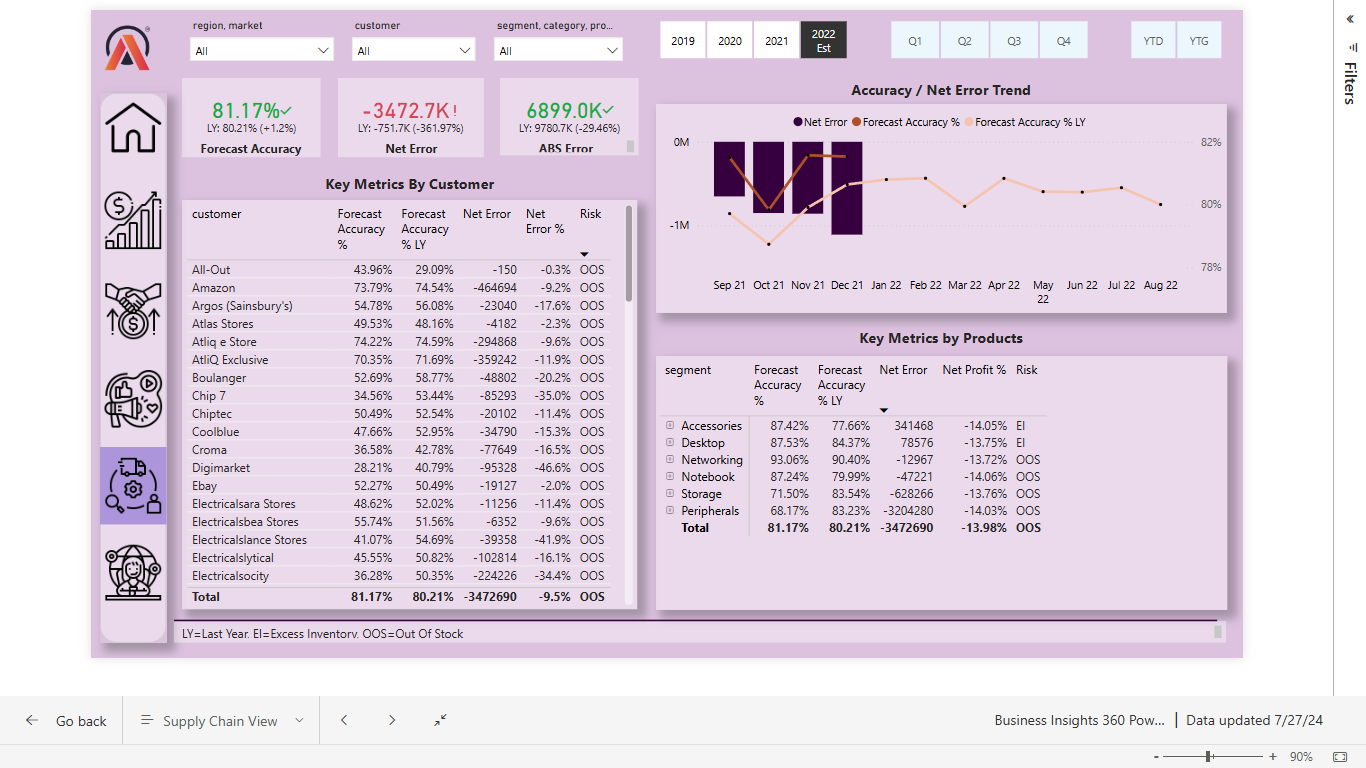 region, market
customer
segment, category, pro...
All
All
All
2019
2020
2021
2022
Est
Q1
Q2
Q3
Q4
YTD
YTG
Filters
81.17%
LY: 80.21% (+1.2%)
Forecast Accuracy
-3472.7K!
LY: -751.7K (-361.97%)
Net Error
6899.0K
LY: 9780.7K (-29.46%)
ABS Error
Accuracy / Net Error Trend
Net Error Forecast Accuracy % Forecast Accuracy % LY
0M
-1M
82%
80%
78%
Sep 21 Oct 21 Nov 21 Dec 21 Jan 22 Feb 22 Mar 22 Apr 22 May 22 Jun 22 Jul 22 Aug 22
Key Metrics By Customer
customer Forecast Accuracy % Forecast Accuracy % LY Net Error Net Error % Risk
All-Out 43.96% 29.09% -150 -0.3% OOS
Amazon 73.79% 74.54% -464694 -9.2% OOS
Argos (Sainsbury's) 54.78% 56.08% -23040 -17.6% OOS
Atlas Stores 49.53% 48.16% -4182 -2.3% OOS
Atliq e Store 74.22% 74.59% -294868 -9.6% OOS
AtliQ Exclusive 70.35% 71.69% -359242 -11.9% OOS
Boulanger 52.69% 58.77% -48802 -20.2% OOS
Chip 7 34.56% 53.44% -85293 -35.0% OOS
Chiptec 50.49% 52.54% -20102 -11.4% OOS
Coolblue 47.66% 52.95% -34790 -15.3% OOS
Croma 36.58% 42.78% -77649 -16.5% OOS
Digimarket 28.21% 40.79% -95328 -46.6% OOS
Ebay 52.27% 50.49% -19127 -2.0% OOS
Electricalsara Stores 48.62% 52.02% -11256 -11.4% OOS
Electricalsbea Stores 55.74% 51.56% -6352 -9.6% OOS
Electricalslance Stores 41.07% 54.69% -39358 -41.9% OOS
Electricalslytical 45.55% 50.82% -102814 -16.1% OOS
Electricalsocity 36.28% 50.35% -224226 -34.4% OOS
Total 81.17% 80.21% -3472690 -9.5% OOS
Key Metrics by Products
segment Forecast Accuracy % Forecast Accuracy % LY Net Error Net Profit % Risk
Accessories 87.42% 77.66% 341468 -14.05% EI
Desktop 87.53% 84.37% 78576 -13.75% EI
Networking 93.06% 90.40% -12967 -13.72% OOS
Notebook 87.24% 79.99% -47221 -14.06% OOS
Storage 71.50% 83.54% -628266 -13.76% OOS
Peripherals 68.17% 83.23% -3204280 -14.03% OOS
Total 81.17% 80.21% -3472690 -13.98% OOS
LY=Last Year, EI=Excess Inventory, OOS=Out Of Stock
Go back
Supply Chain View
Business Insights 360 Pow... | Data updated 7/27/24
- + 90%